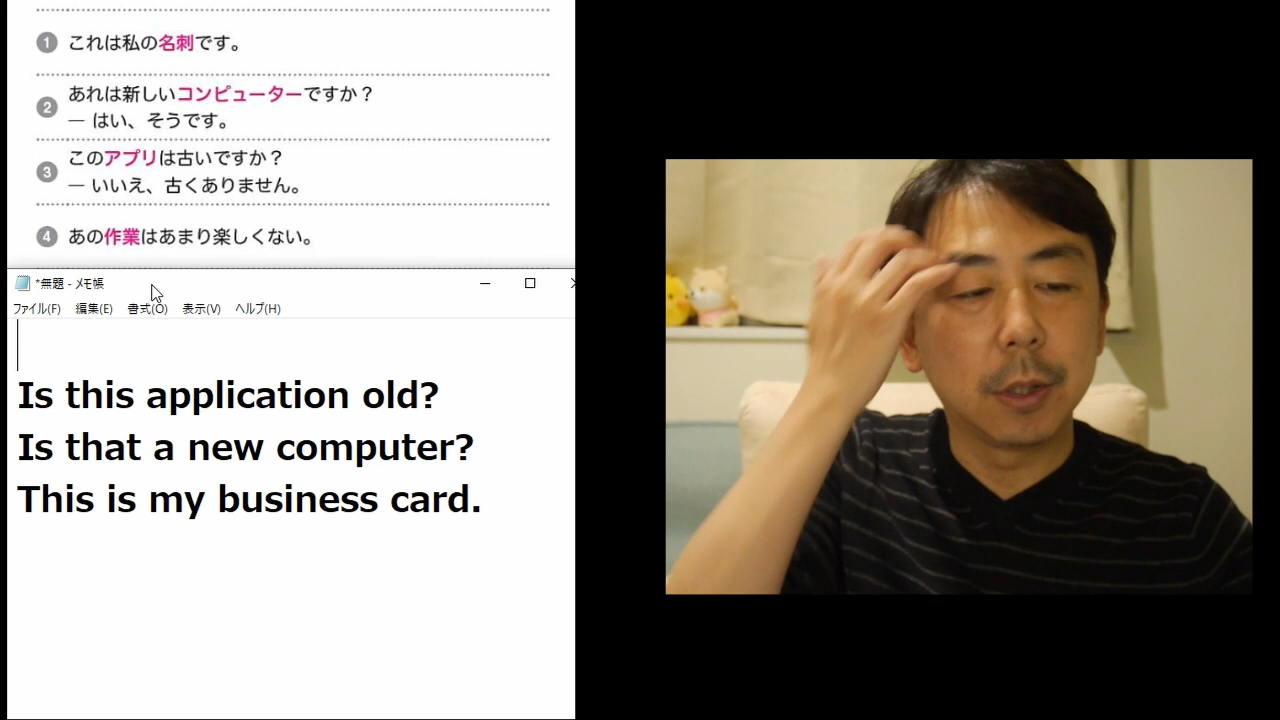 1 これは私の名刺です。
2 あれは新しいコンピューターですか？
― はい、そうです。
3 このアプリは古いですか？
― いいえ、古くありません。
4 あの作業はあまり楽しくない。
*無題 - メモ帳
ファイル(F) 編集(E) 書式(O) 表示(V) ヘルプ(H)
Is this application old?
Is that a new computer?
This is my business card.